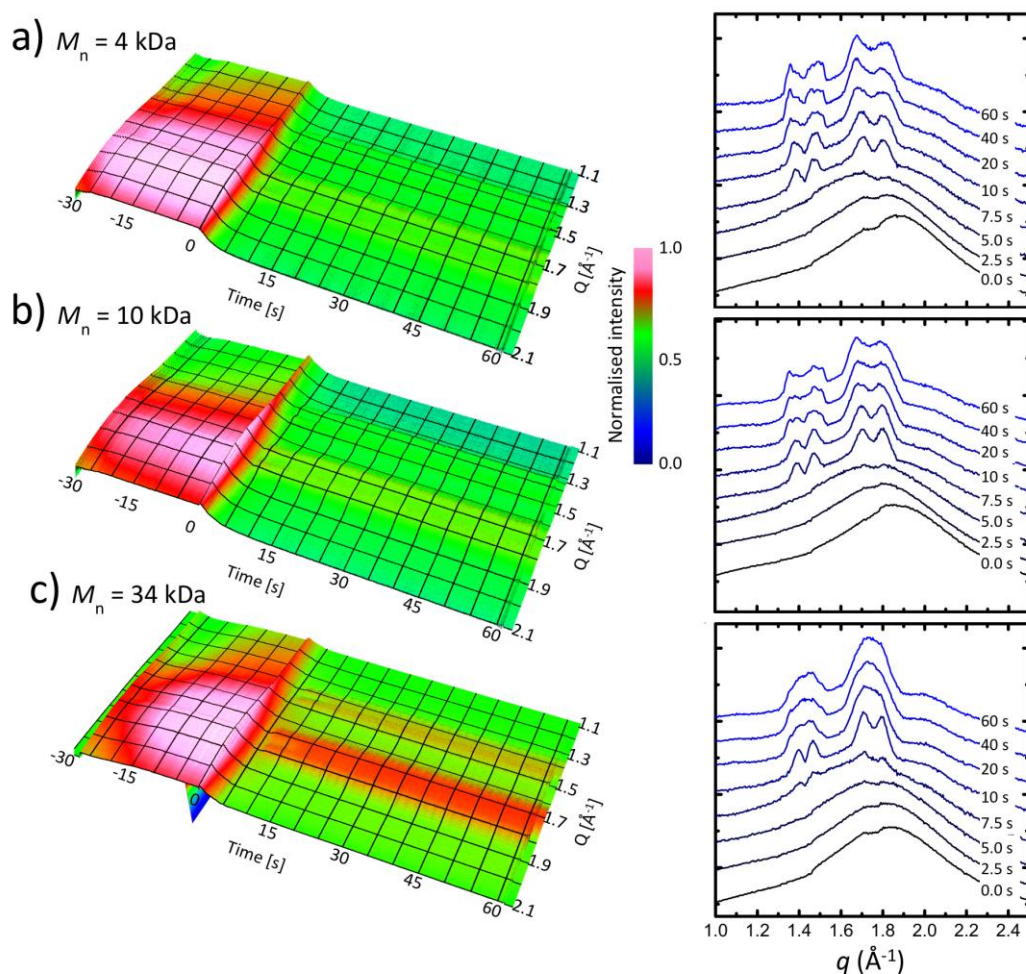 a) Mn = 4 kDa
-30
-15
0
15
30
45
60
Time [s]
1.1
1.3
1.5
1.7
1.9
2.1
Q [Å-1]
b) Mn = 10 kDa
-30
-15
0
15
30
45
60
Time [s]
1.1
1.3
1.5
1.7
1.9
2.1
Q [Å-1]
c) Mn = 34 kDa
-30
-15
0
15
30
45
60
Time [s]
1.1
1.3
1.5
1.7
1.9
2.1
Q [Å-1]
Normalised intensity
1.0
0.5
0.0
60 s
40 s
20 s
10 s
7.5 s
5.0 s
2.5 s
0.0 s
60 s
40 s
20 s
10 s
7.5 s
5.0 s
2.5 s
0.0 s
60 s
40 s
20 s
10 s
7.5 s
5.0 s
2.5 s
0.0 s
1.0 1.2 1.4 1.6 1.8 2.0 2.2 2.4
q (Å-1)